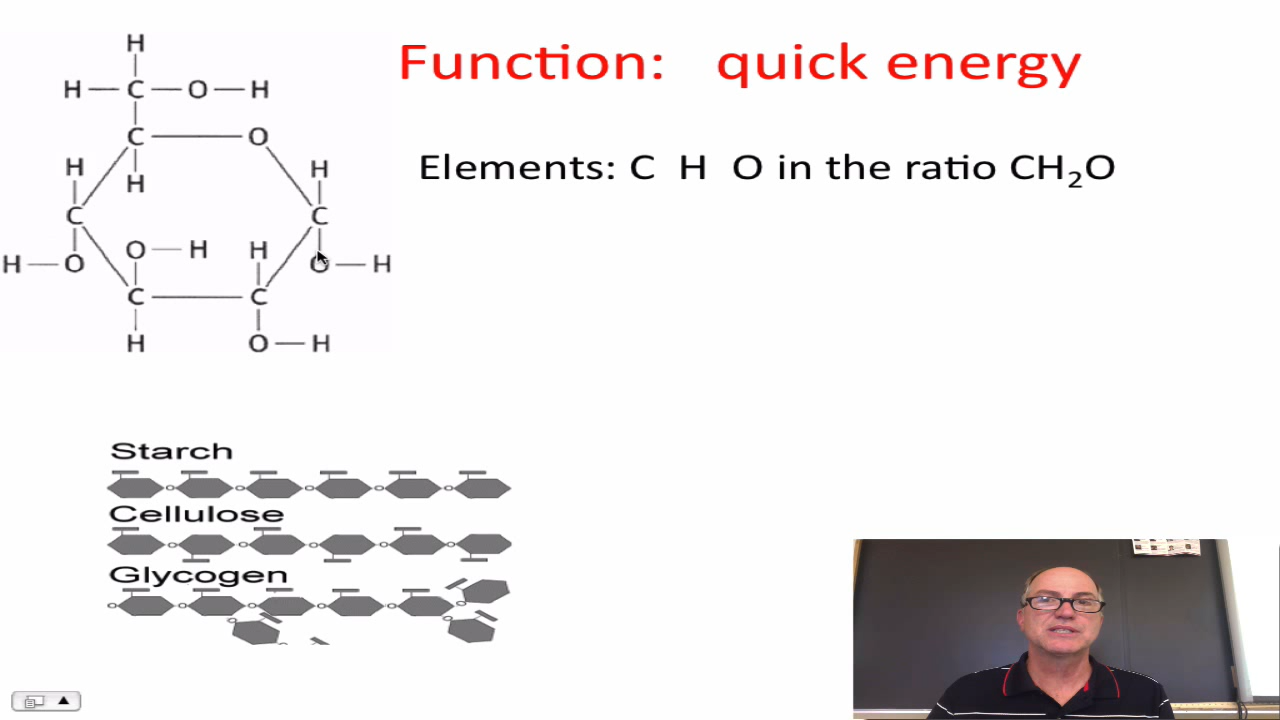 Function: quick energy
Elements: C H O in the ratio CH₂O
H
H — C — O — H
C — O
H H H
C C
O — H H
H — O O — H
C — C
H O — H
Starch
Cellulose
Glycogen